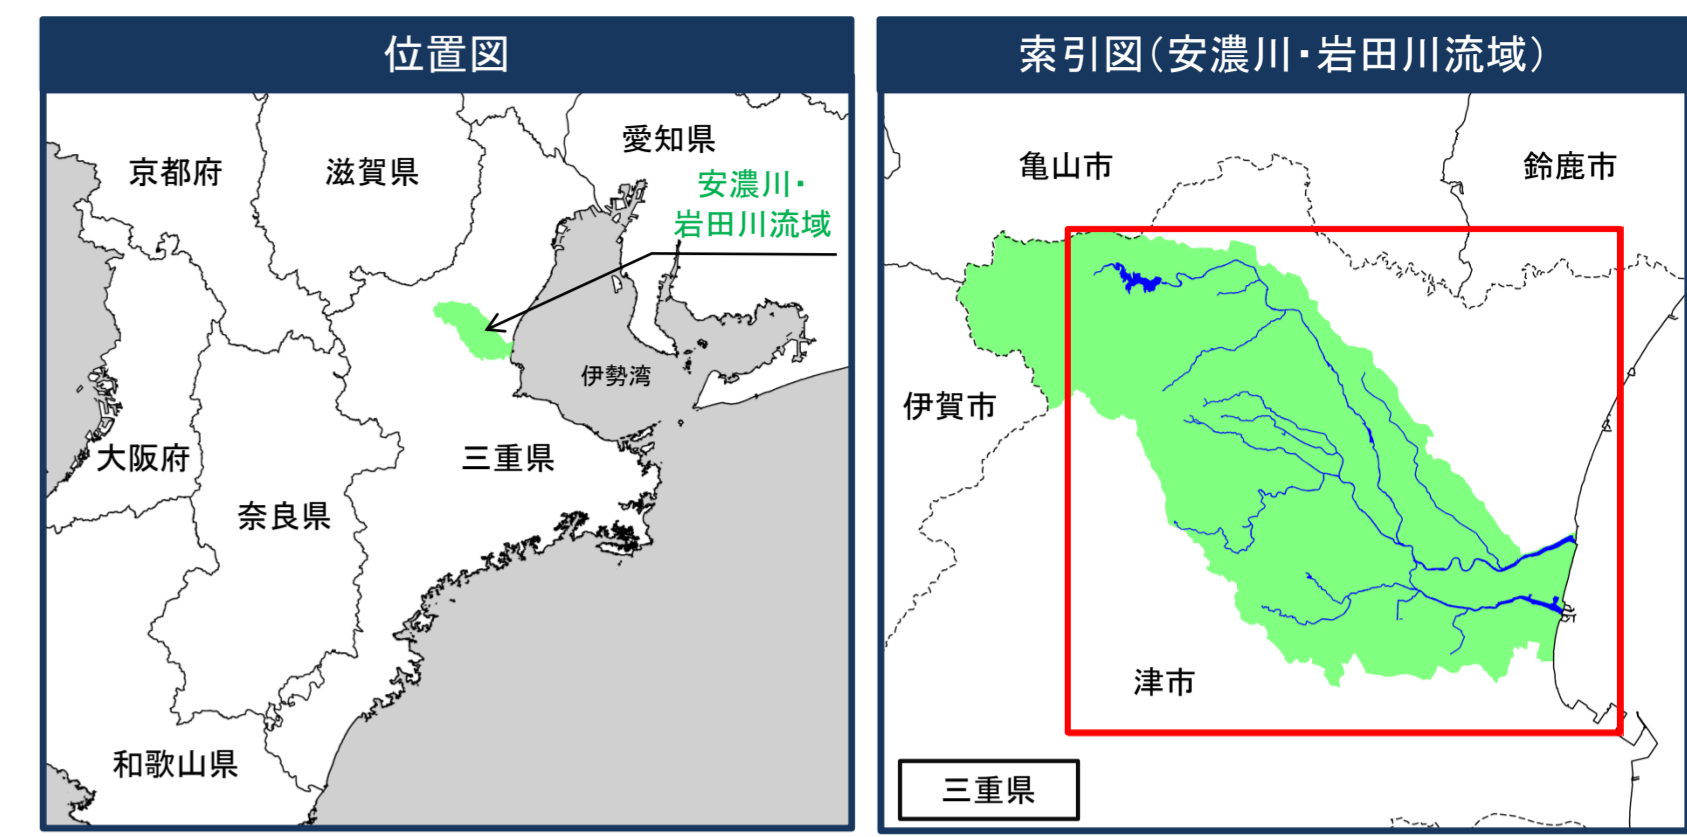 位置図
京都府
滋賀県
愛知県
安濃川・
岩田川流域
伊勢湾
大阪府
三重県
奈良県
和歌山県
索引図(安濃川・岩田川流域)
亀山市
鈴鹿市
伊賀市
津市
三重県